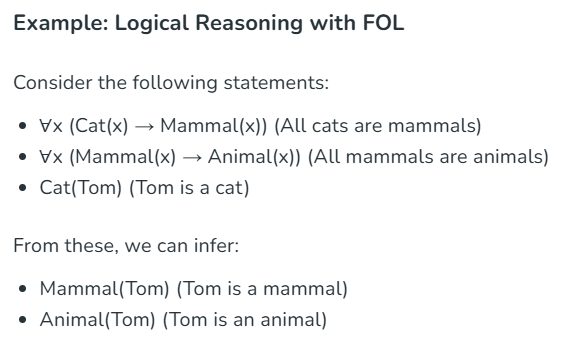 Example: Logical Reasoning with FOL
Consider the following statements:
• ∀x (Cat(x) → Mammal(x)) (All cats are mammals)
• ∀x (Mammal(x) → Animal(x)) (All mammals are animals)
• Cat(Tom) (Tom is a cat)
From these, we can infer:
• Mammal(Tom) (Tom is a mammal)
• Animal(Tom) (Tom is an animal)